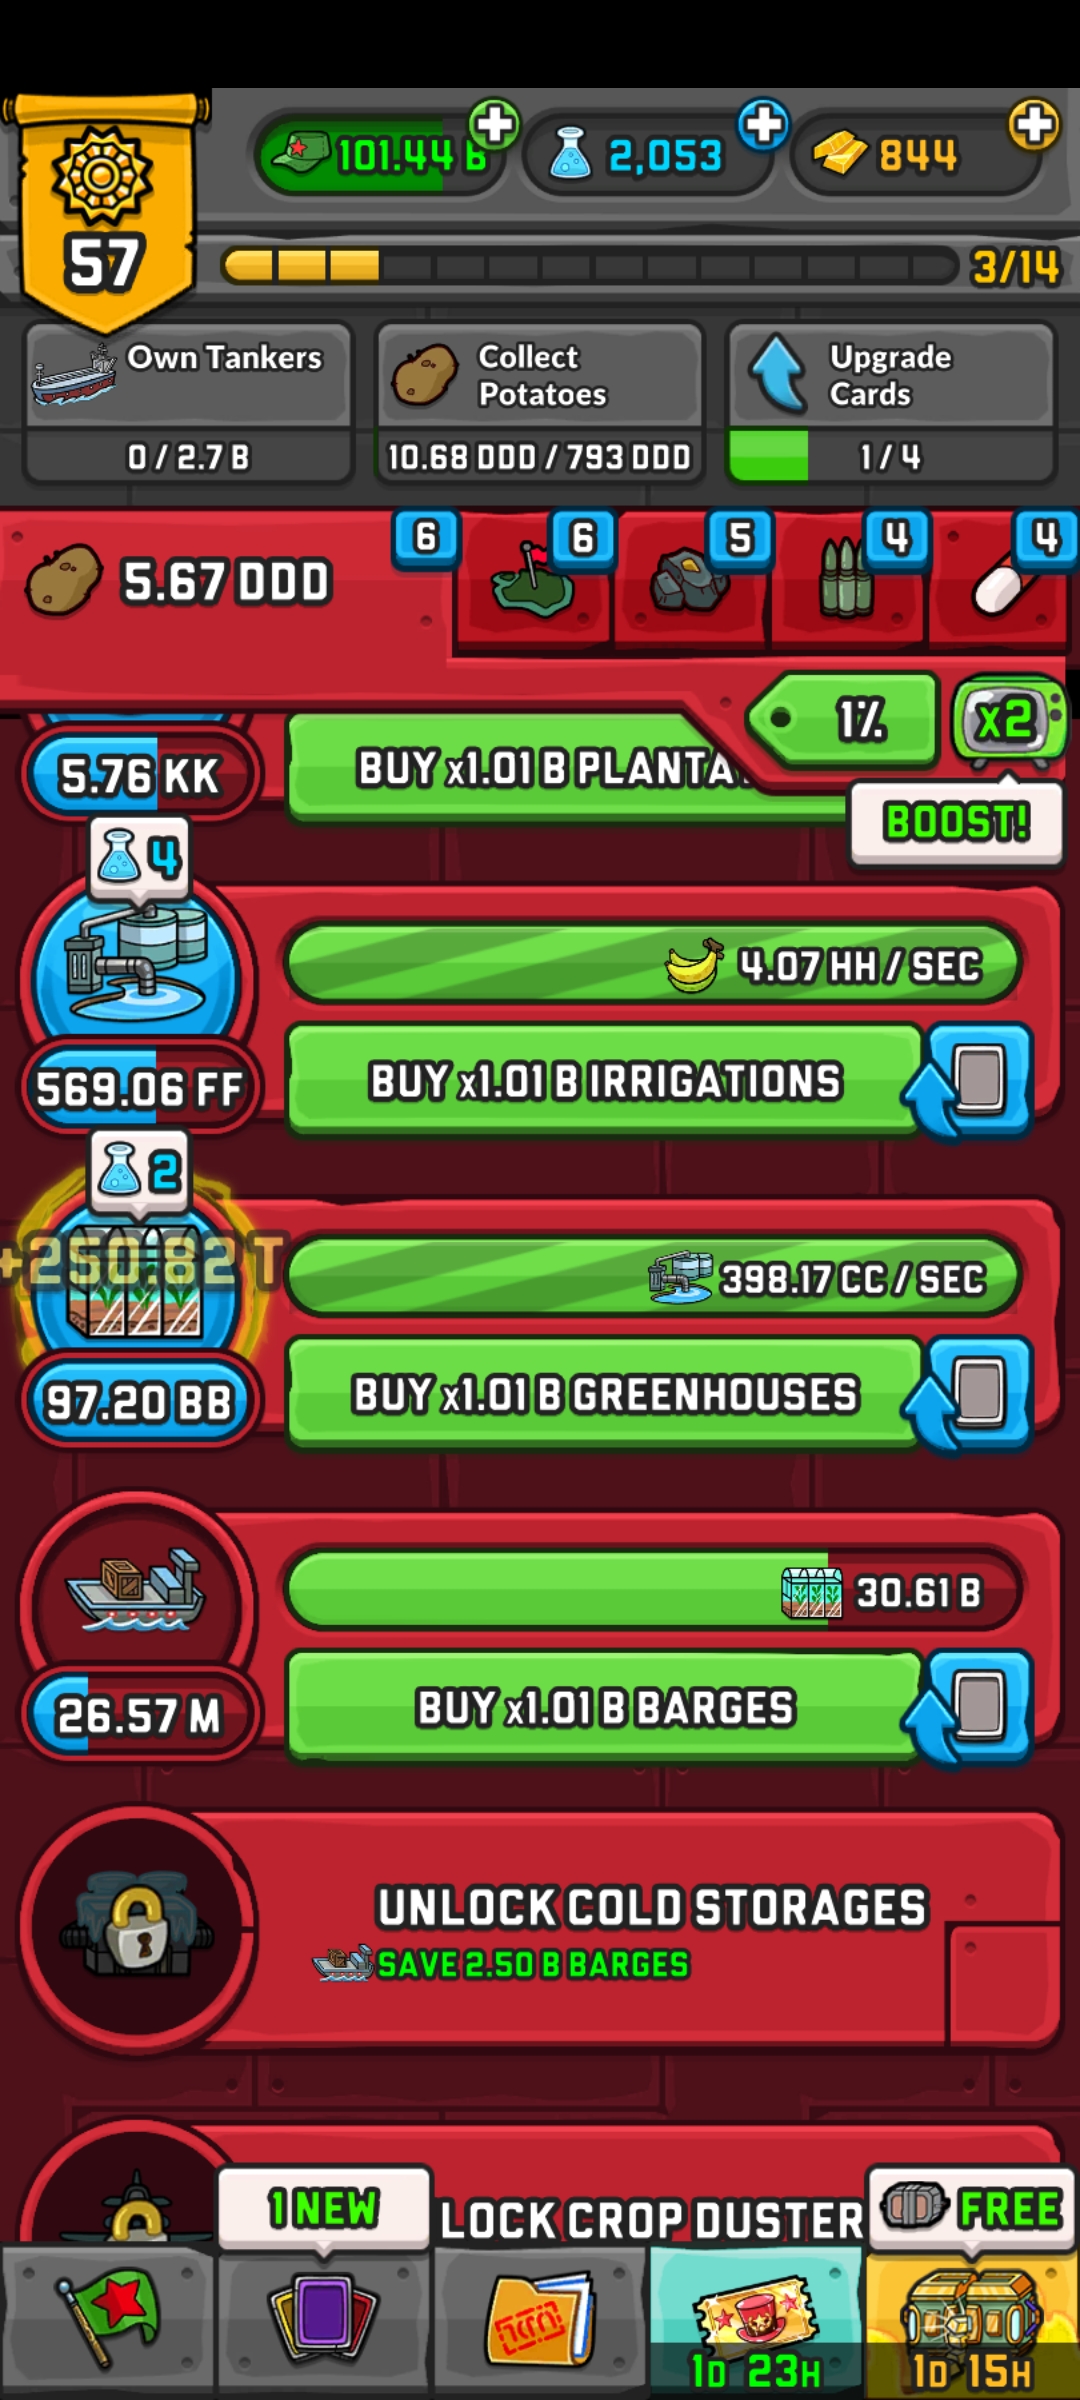 101.44 B
2,053
844
57
3/14
Own Tankers
0 / 2.7 B
Collect
Potatoes
10.68 DDD / 793 DDD
Upgrade
Cards
1 / 4
5.67 DDD
6
6
5
4
4
1%
x2
BOOST!
5.76 KK
BUY x1.01 B PLANTA
4
4.07 HH / SEC
569.06 FF
BUY x1.01 B IRRIGATIONS
2
+250.82 T
398.17 CC / SEC
97.20 BB
BUY x1.01 B GREENHOUSES
30.61 B
26.57 M
BUY x1.01 B BARGES
UNLOCK COLD STORAGES
SAVE 2.50 B BARGES
1 NEW
LOCK CROP DUSTER
FREE
1D 23H
1D 15H